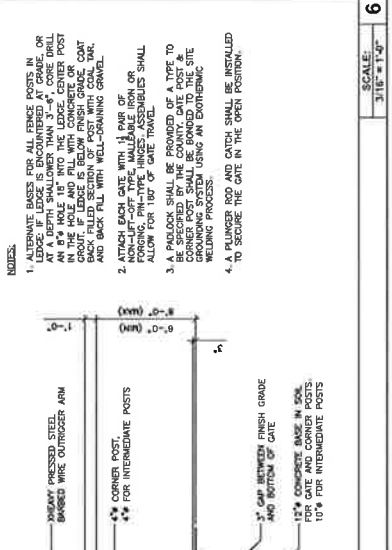 NOTES:
1. ALTERNATE BASES FOR ALL FENCE POSTS IN
LEDGE. IF LEDGE IS ENCOUNTERED AT GRADE, OR
AT A DEPTH SHALLOWER THAN 3'-6", CORE DRILL
AN 8"ø HOLE 18" INTO THE LEDGE. CENTER POST
IN THE HOLE AND FILL WITH CONCRETE OR
GROUT. IF LEDGE IS BELOW FINISH GRADE, COAT
BACK FILLED SECTION OF POST WITH COAL TAR,
AND BACK FILL WITH WELL-DRAINING GRAVEL
2. ATTACH EACH GATE WITH 1½ PAIR OF
NON-LIFT-OFF TYPE, MALLEABLE IRON OR
FORGING, PIN-TYPE HINGES. ASSEMBLIES SHALL
ALLOW FOR 180° OF GATE TRAVEL
3. A PADLOCK SHALL BE PROVIDED OF A TYPE TO
BE SPECIFIED BY THE COUNTY. GATE POST &
CORNER POST SHALL BE BONDED TO THE SITE
GROUNDING SYSTEM USING AN EXOTHERMIC
WELDING PROCESS.
4. A PLUNGER ROD AND CATCH SHALL BE INSTALLED
TO SECURE THE GATE IN THE OPEN POSITION.
XHEAVY PRESSED STEEL
BARBED WIRE OUTRIGGER ARM
4"ø CORNER POST,
FOR INTERMEDIATE POSTS
3" GAP BETWEEN FINISH GRADE
AND BOTTOM OF GATE
12"ø CONCRETE BASE IN SOIL
FOR GATE AND CORNER POSTS.
10"ø FOR INTERMEDIATE POSTS
1'-0"
6'-0" (MIN)
8'-0" (MAX)
3"
SCALE:
3/16" = 1'-0"
6